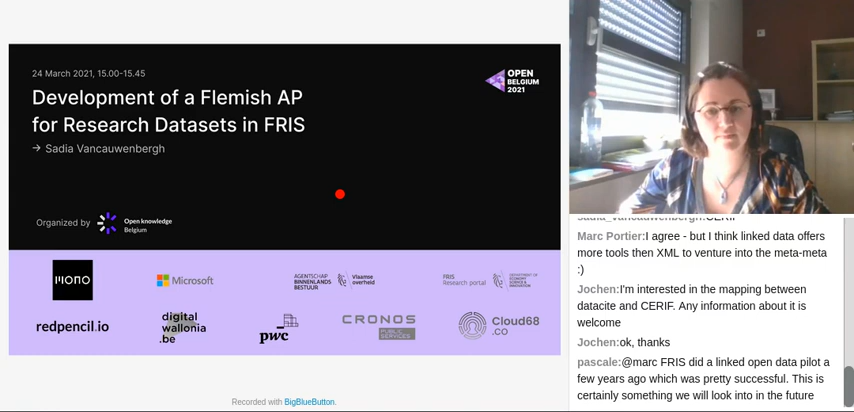 24 March 2021, 15.00-15.45
Development of a Flemish AP
for Research Datasets in FRIS
→ Sadia Vancauwenbergh
OPEN
BELGIUM
2021
Organized by
Open knowledge
Belgium
MONO
Microsoft
AGENTSCHAP
BINNENLANDS
BESTUUR
Vlaamse
overheid
FRIS
Research portal
DEPARTMENT OF
ECONOMY
SCIENCE &
INNOVATION
redpencil.io
digital
wallonia
.be
pwc
CRONOS
PUBLIC
SERVICES
Cloud68
.CO
Recorded with BigBlueButton.
sadia_vancauwenbergh:CERIF
Marc Portier:I agree - but I think linked data offers
more tools then XML to venture into the meta-meta
:)
Jochen:I'm interested in the mapping between
datacite and CERIF. Any information about it is
welcome
Jochen:ok, thanks
pascale:@marc FRIS did a linked open data pilot a
few years ago which was pretty successful. This is
certainly something we will look into in the future